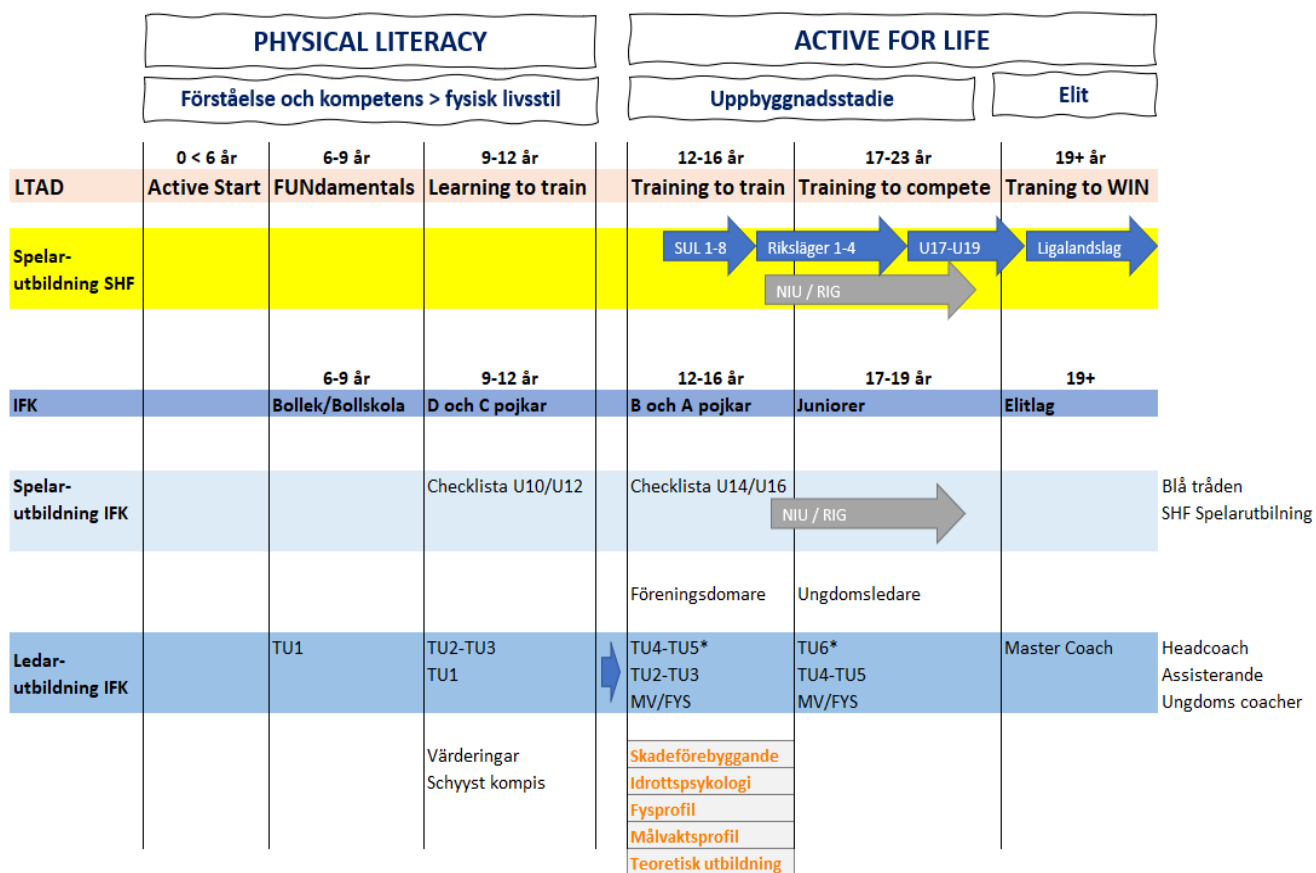 PHYSICAL LITERACY
ACTIVE FOR LIFE
Förståelse och kompetens > fysisk livsstil
Uppbyggnadsstadie
Elit
0 < 6 år 6-9 år 9-12 år 12-16 år 17-23 år 19+ år
LTAD Active Start FUNdamentals Learning to train Training to train Training to compete Traning to WIN
SUL 1-8 Riksläger 1-4 U17-U19 Ligalandslag
Spelar-
utbildning SHF
NIU / RIG
6-9 år 9-12 år 12-16 år 17-19 år 19+
IFK Bollek/Bollskola D och C pojkar B och A pojkar Juniorer Elitlag
Spelar- Checklista U10/U12 Checklista U14/U16 Blå tråden
utbildning IFK NIU / RIG SHF Spelarutbilning
Föreningsdomare Ungdomsledare
TU1 TU2-TU3 TU4-TU5* TU6* Master Coach Headcoach
Ledar-
utbildning IFK TU1 TU2-TU3 TU4-TU5 Assisterande
MV/FYS MV/FYS Ungdoms coacher
Värderingar Skadeförebyggande
Schyyst kompis Idrottspsykologi
Fysprofil
Målvaktsprofil
Teoretisk utbildning